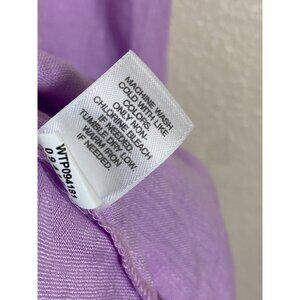 MACHINE WASH
COLD WITH LIKE
COLORS.
ONLY NON-
CHLORINE BLEACH
IF NEEDED.
TUMBLE DRY LOW
WARM IRON
IF NEEDED.
WTP094181